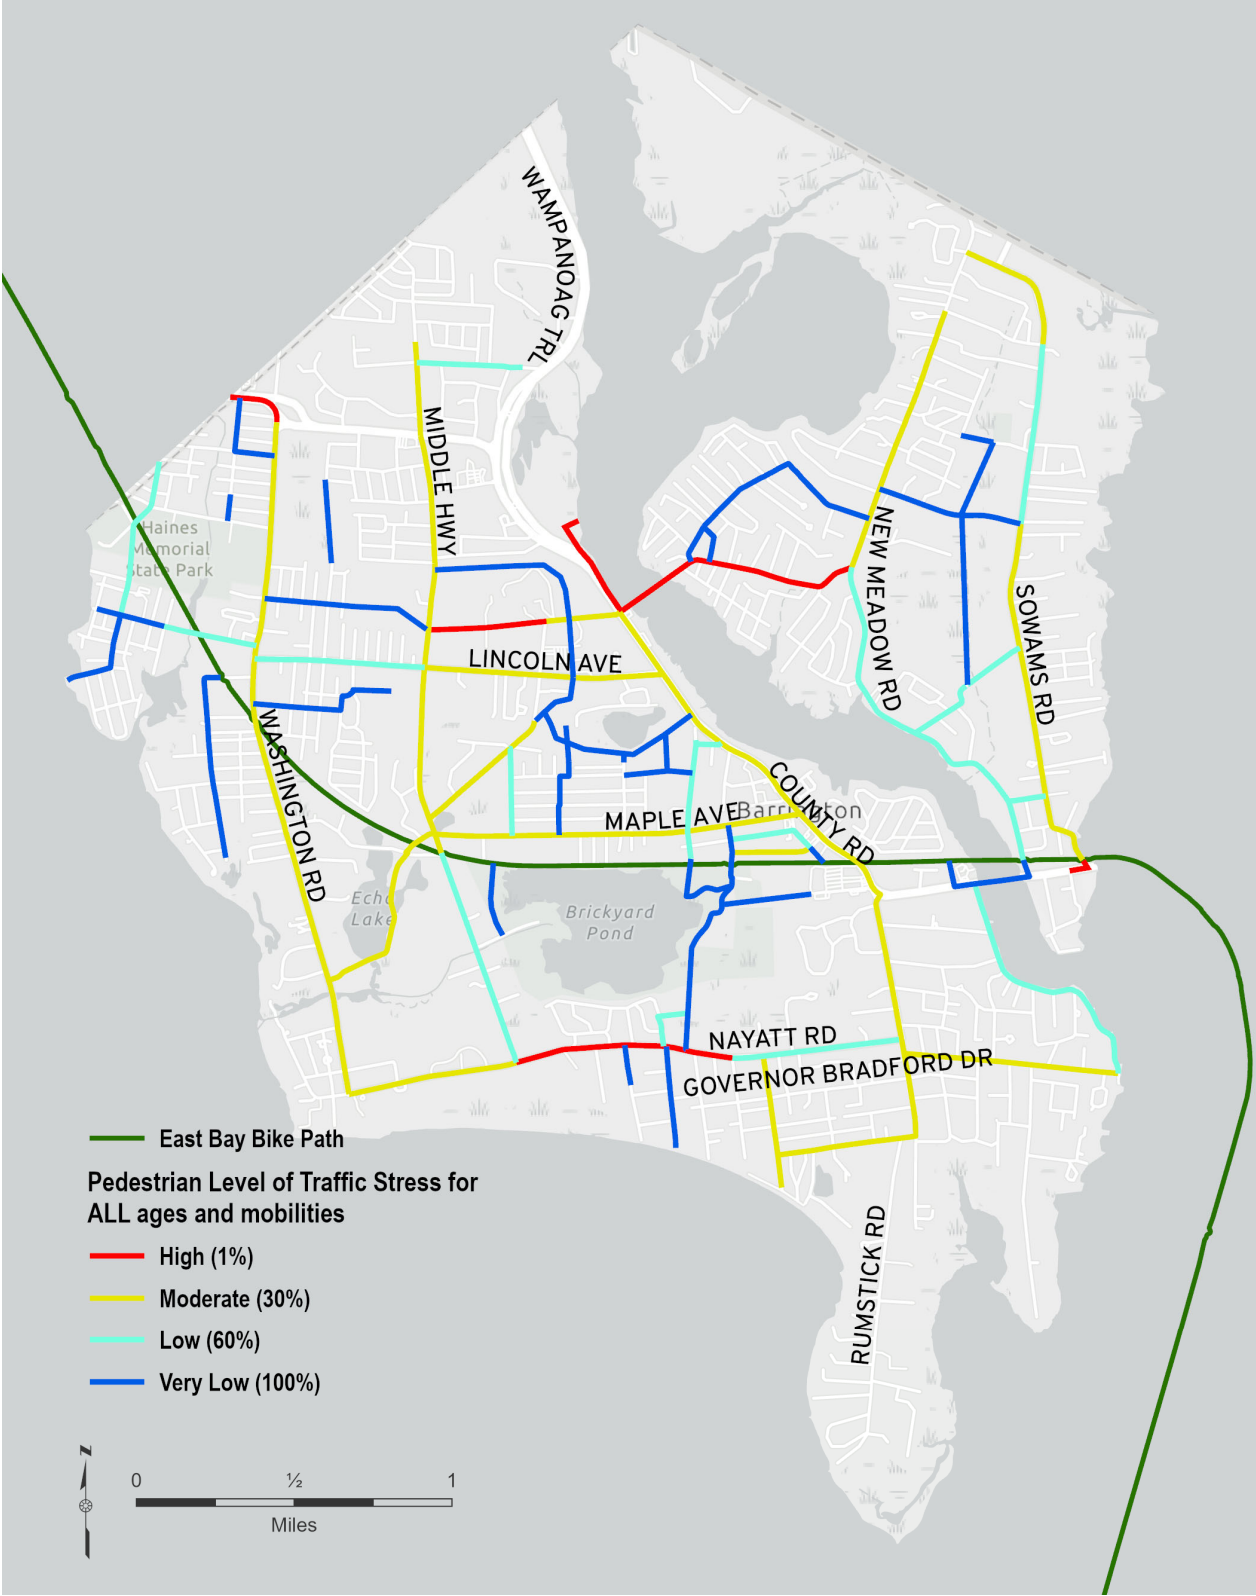 WAMPANOAG TRL
MIDDLE HWY
Haines
Memorial
State Park
NEW MEADOW RD
SOWAMS RD
LINCOLN AVE
WASHINGTON RD
COUNTY RD
MAPLE AVE
Barrington
Echo
Lake
Brickyard
Pond
NAYATT RD
GOVERNOR BRADFORD DR
RUMSTICK RD
East Bay Bike Path
Pedestrian Level of Traffic Stress for
ALL ages and mobilities
High (1%)
Moderate (30%)
Low (60%)
Very Low (100%)
N
0 ½ 1
Miles